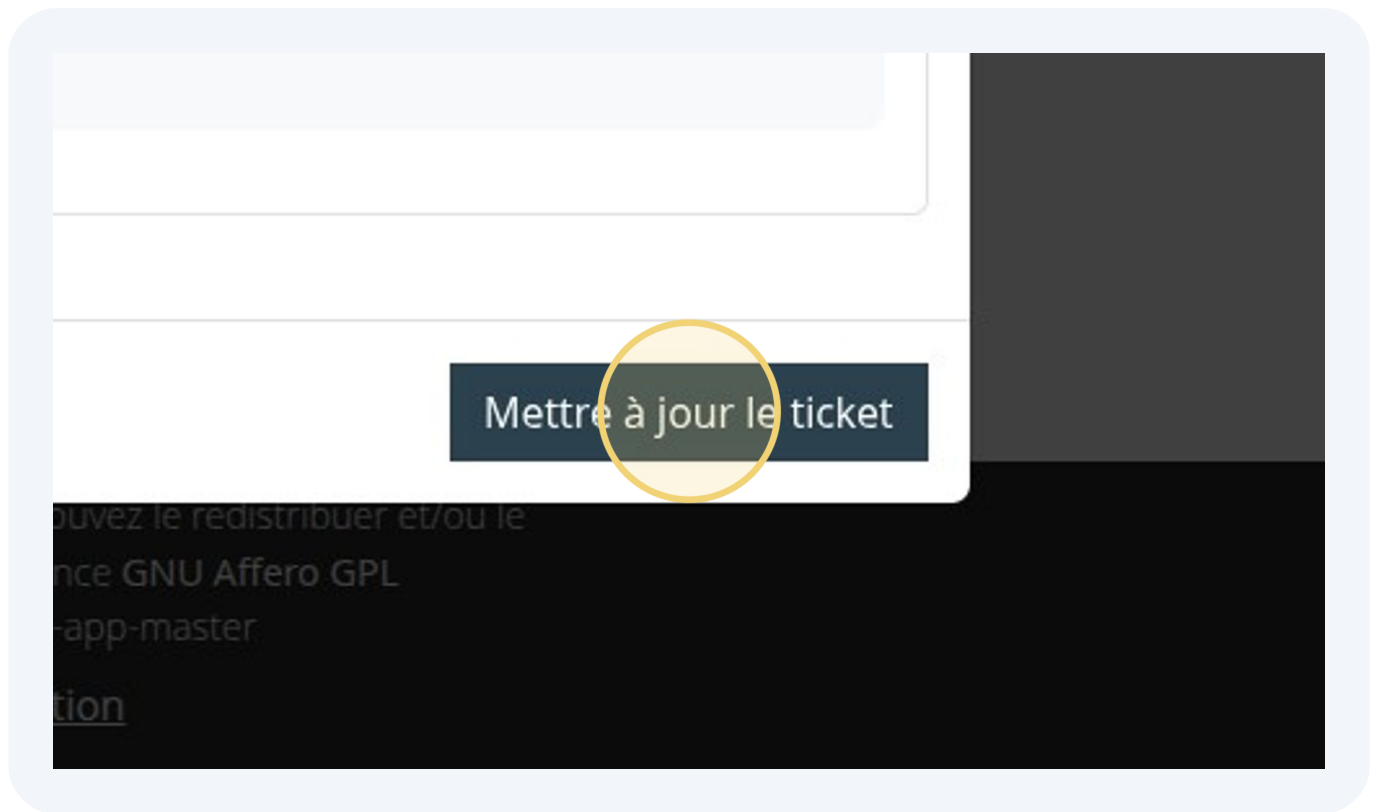 Mettre à jour le ticket
ouvez le redistribuer et/ou le
nce GNU Affero GPL
-app-master
tion